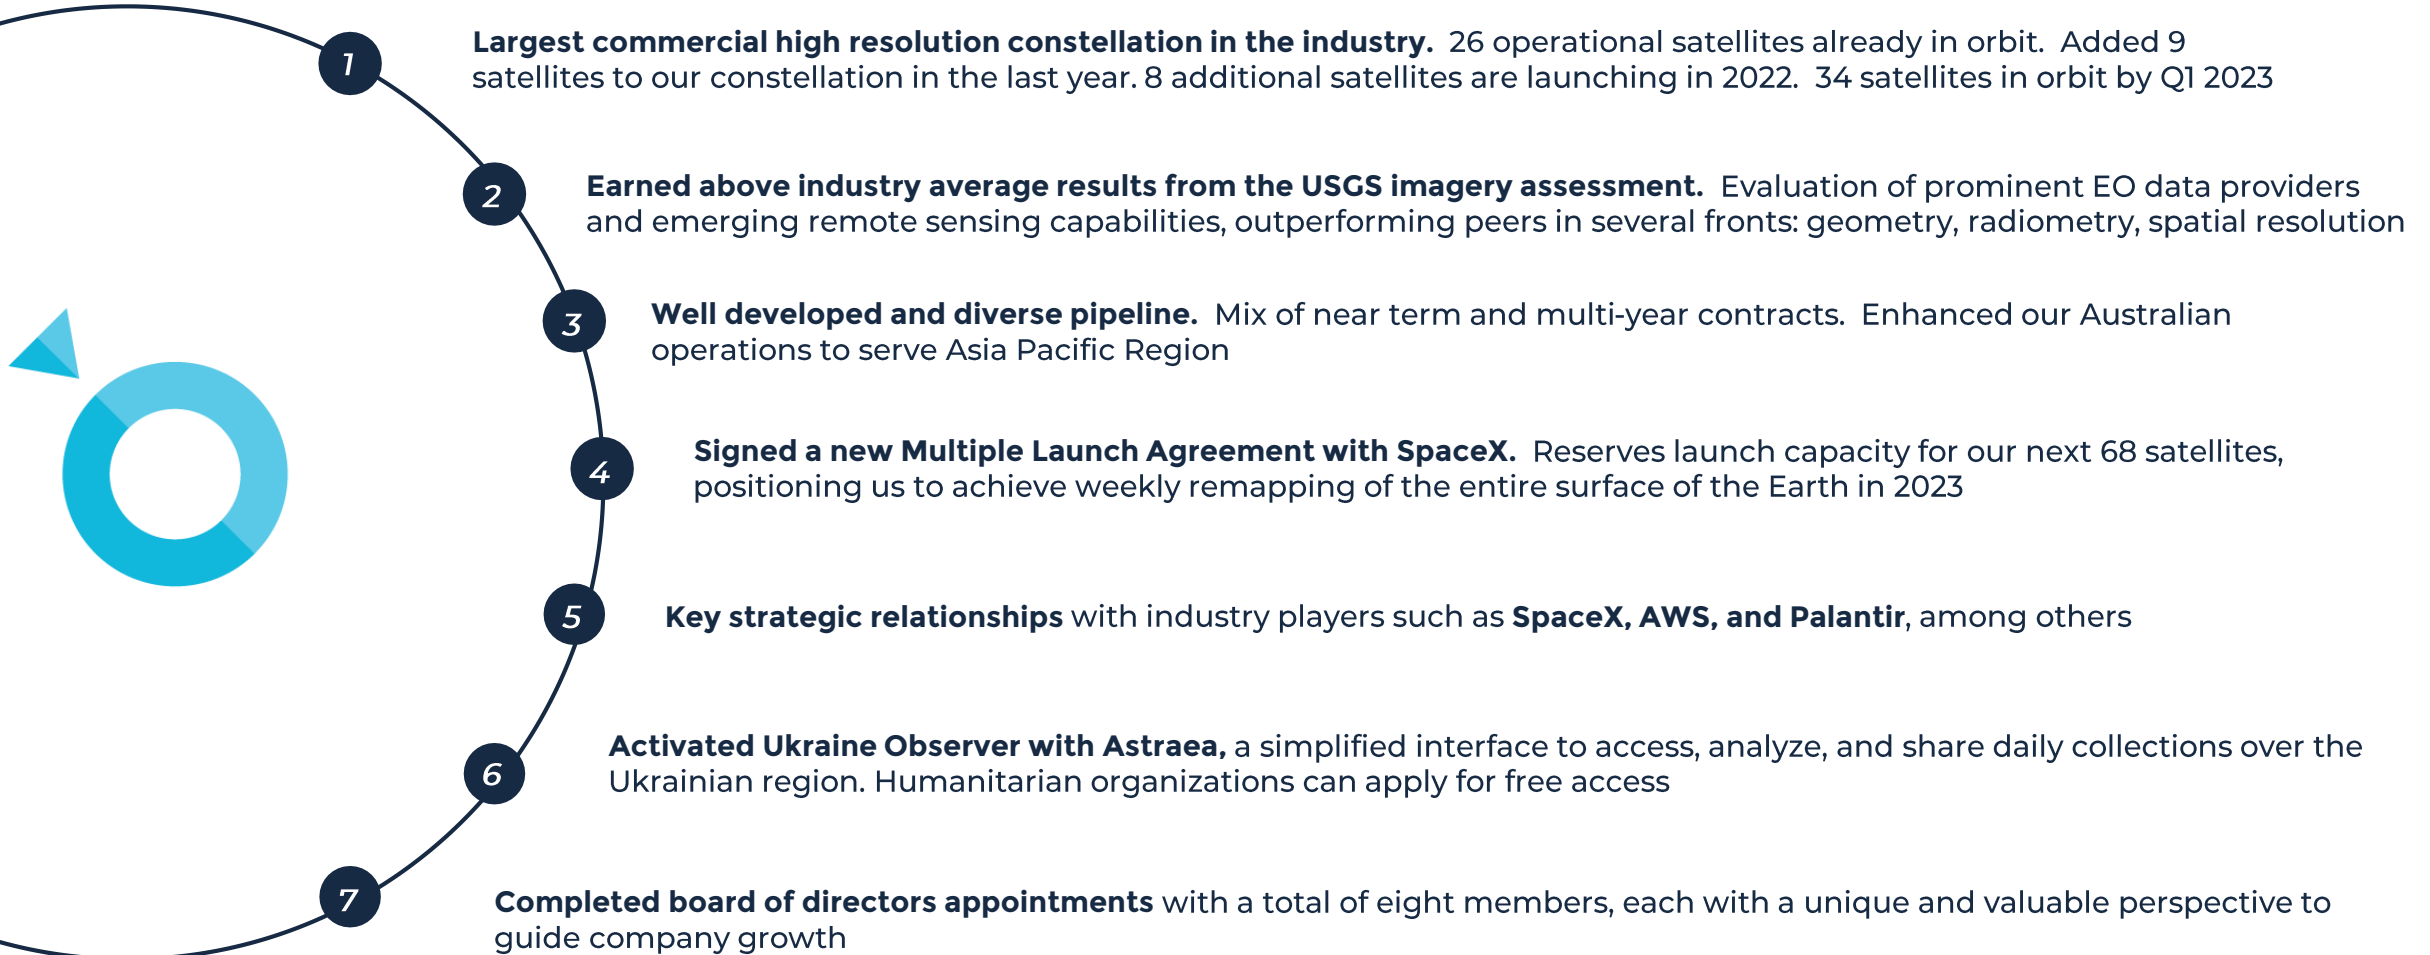 1
Largest commercial high resolution constellation in the industry. 26 operational satellites already in orbit. Added 9
satellites to our constellation in the last year. 8 additional satellites are launching in 2022. 34 satellites in orbit by Q1 2023
2
Earned above industry average results from the USGS imagery assessment. Evaluation of prominent EO data providers
and emerging remote sensing capabilities, outperforming peers in several fronts: geometry, radiometry, spatial resolution
3
Well developed and diverse pipeline. Mix of near term and multi-year contracts. Enhanced our Australian
operations to serve Asia Pacific Region
4
Signed a new Multiple Launch Agreement with SpaceX. Reserves launch capacity for our next 68 satellites,
positioning us to achieve weekly remapping of the entire surface of the Earth in 2023
5
Key strategic relationships with industry players such as SpaceX, AWS, and Palantir, among others
6
Activated Ukraine Observer with Astraea, a simplified interface to access, analyze, and share daily collections over the
Ukrainian region. Humanitarian organizations can apply for free access
7
Completed board of directors appointments with a total of eight members, each with a unique and valuable perspective to
guide company growth